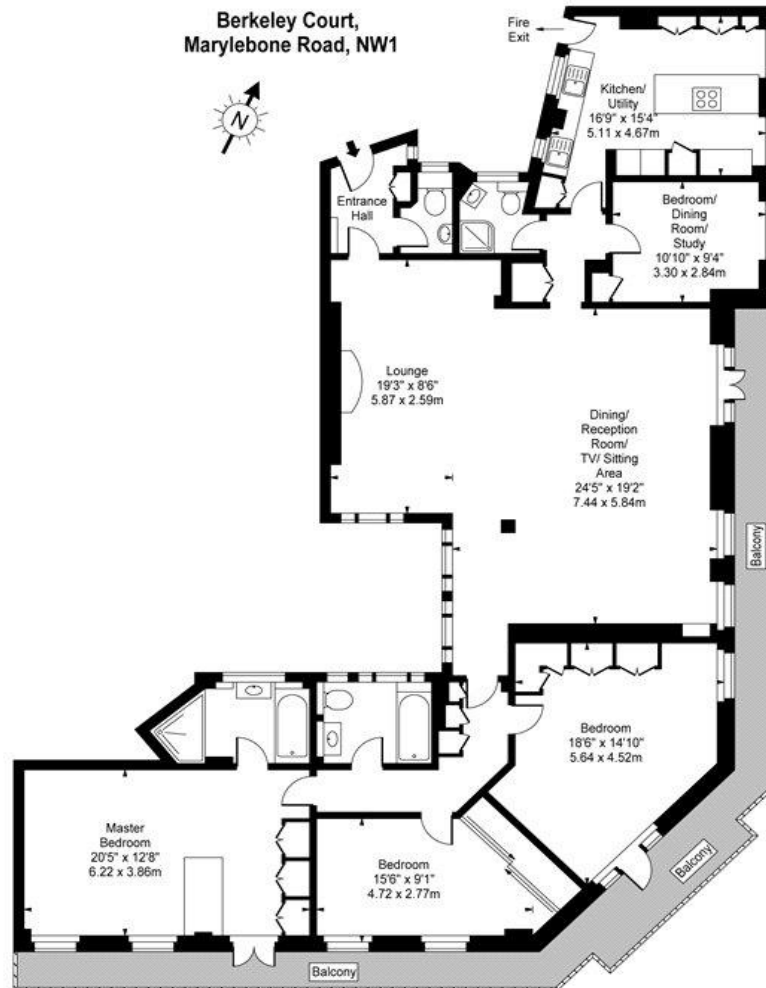 Berkeley Court,
Marylebone Road, NW1
N
Fire
Exit
Kitchen/
Utility
16'9" x 15'4"
5.11 x 4.67m
Entrance
Hall
Bedroom/
Dining
Room/
Study
10'10" x 9'4"
3.30 x 2.84m
Lounge
19'3" x 8'6"
5.87 x 2.59m
Dining/
Reception
Room/
TV/ Sitting
Area
24'5" x 19'2"
7.44 x 5.84m
Balcony
Bedroom
18'6" x 14'10"
5.64 x 4.52m
Master
Bedroom
20'5" x 12'8"
6.22 x 3.86m
Bedroom
15'6" x 9'1"
4.72 x 2.77m
Balcony
Balcony